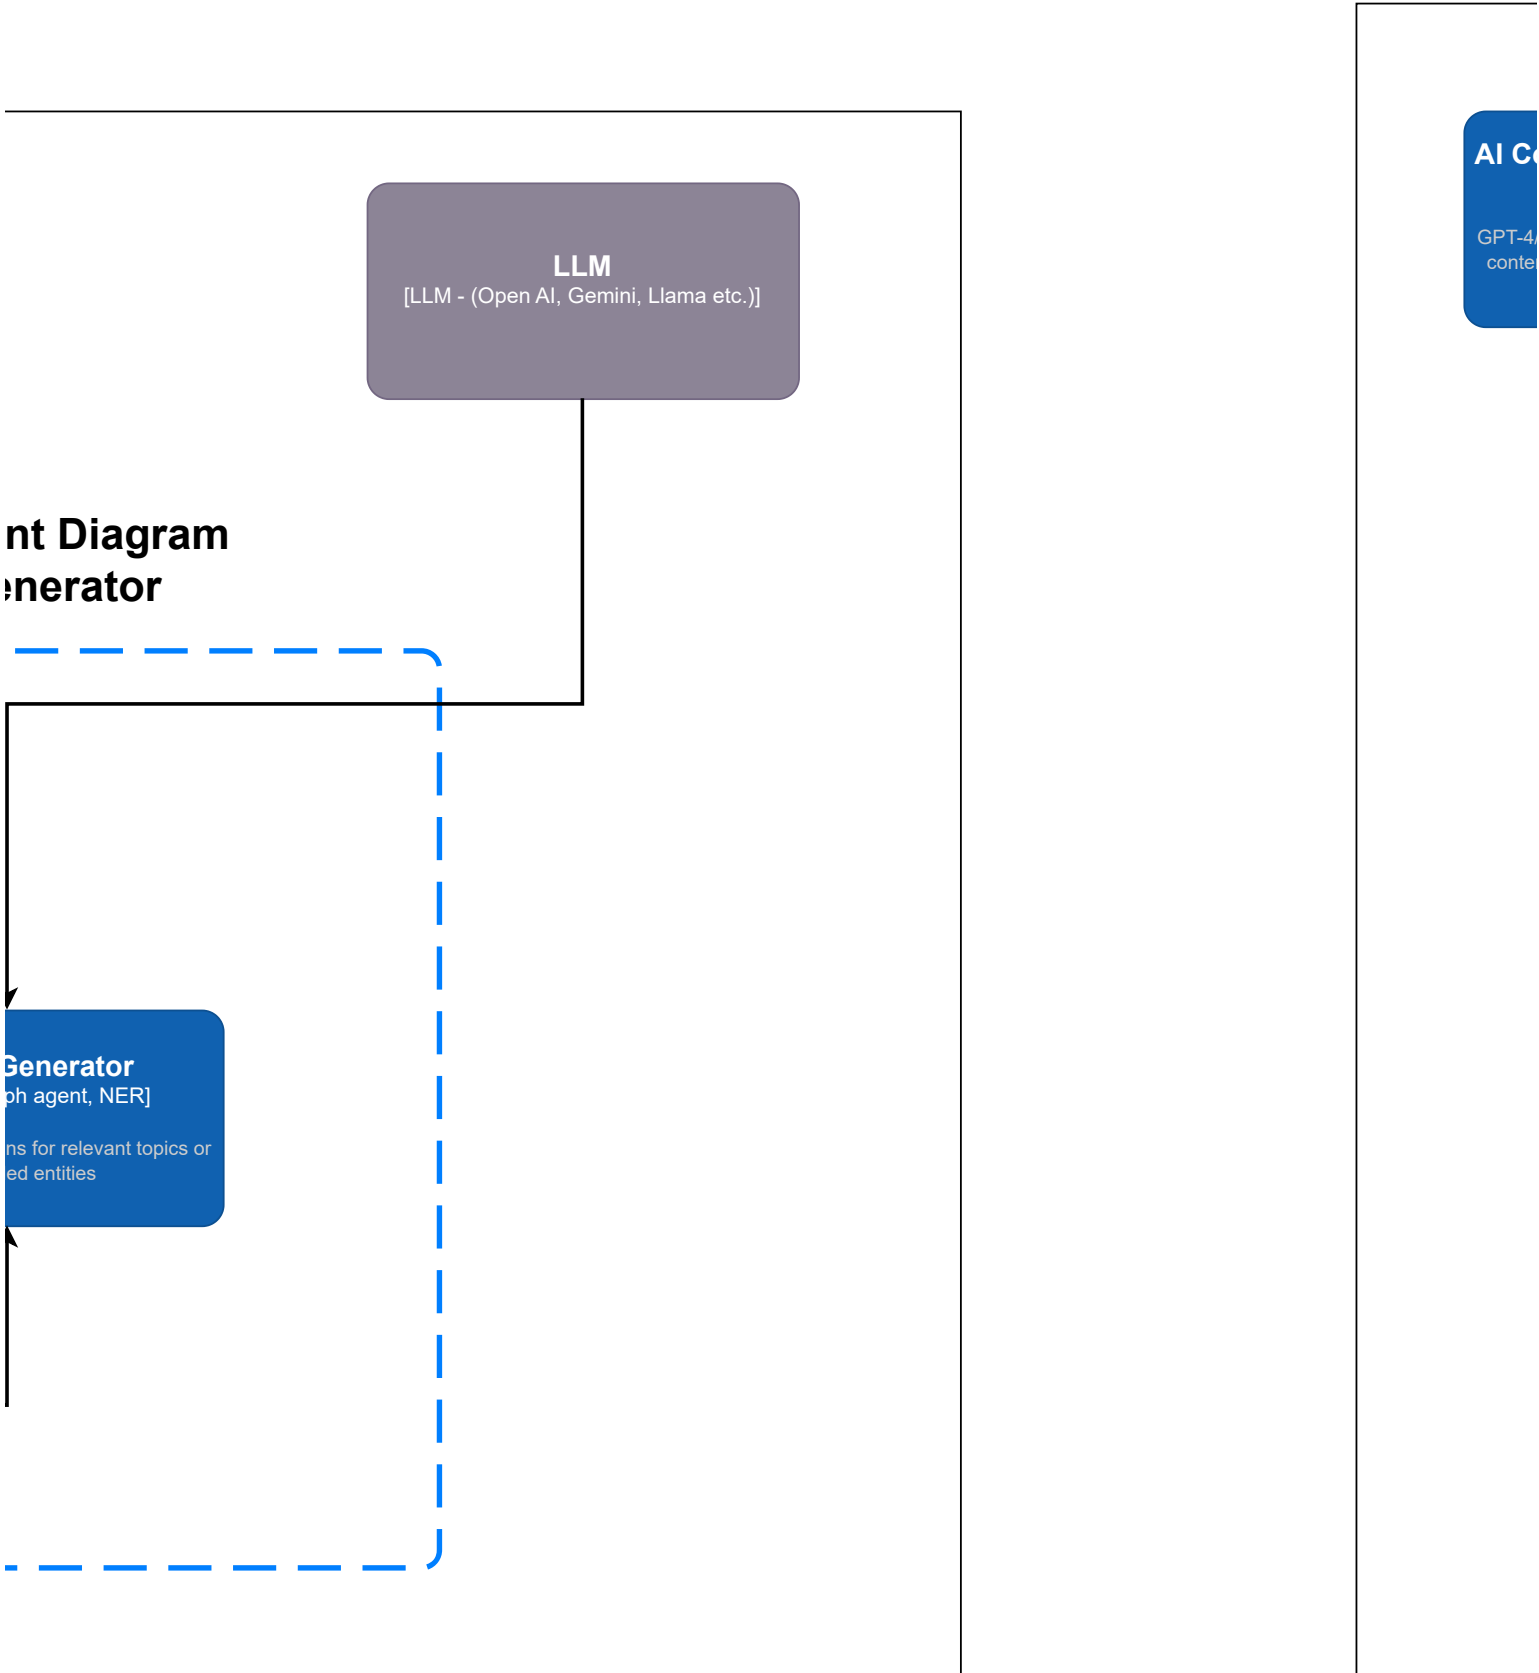 LLM
[LLM - (Open AI, Gemini, Llama etc.)]
nt Diagram
enerator
Generator
ph agent, NER]
ns for relevant topics or
ed entities
AI Co
GPT-4/
conte